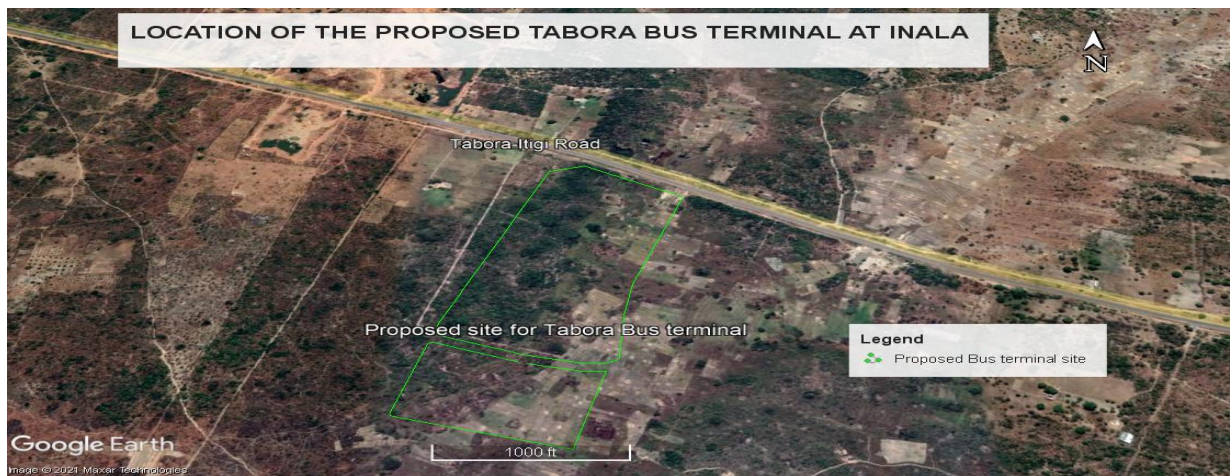 LOCATION OF THE PROPOSED TABORA BUS TERMINAL AT INALA
N
Tabora-Itigi Road
Proposed site for Tabora Bus terminal
Legend
Proposed Bus terminal site
Google Earth
1000 ft
Image © 2021 Maxar Technologies